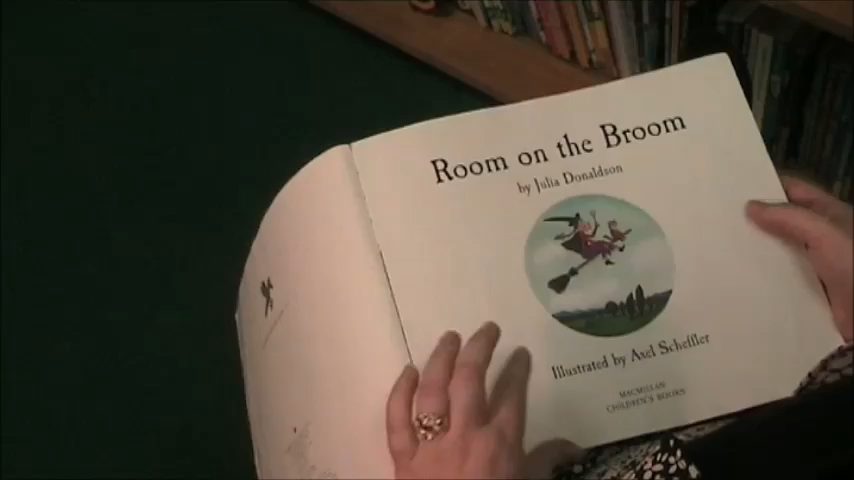 Room on the Broom
by Julia Donaldson
Illustrated by Axel Scheffler
MACMILLAN
CHILDREN'S BOOKS